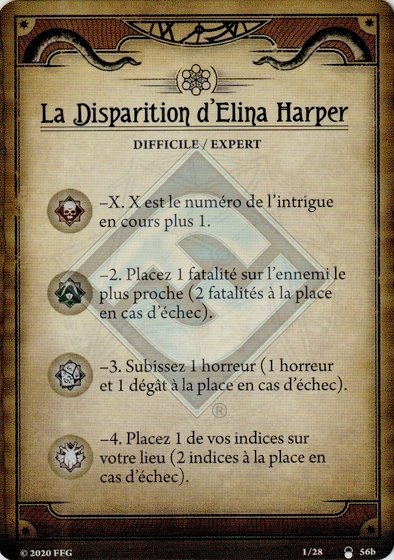 La Disparition d'Elina Harper
DIFFICILE / EXPERT
–X. X est le numéro de l'intrigue
en cours plus 1.
–2. Placez 1 fatalité sur l'ennemi le
plus proche (2 fatalités à la place
en cas d'échec).
–3. Subissez 1 horreur (1 horreur
et 1 dégât à la place en cas d'échec).
®
–4. Placez 1 de vos indices sur
votre lieu (2 indices à la place en
cas d'échec).
© 2020 FFG 1/28 56b